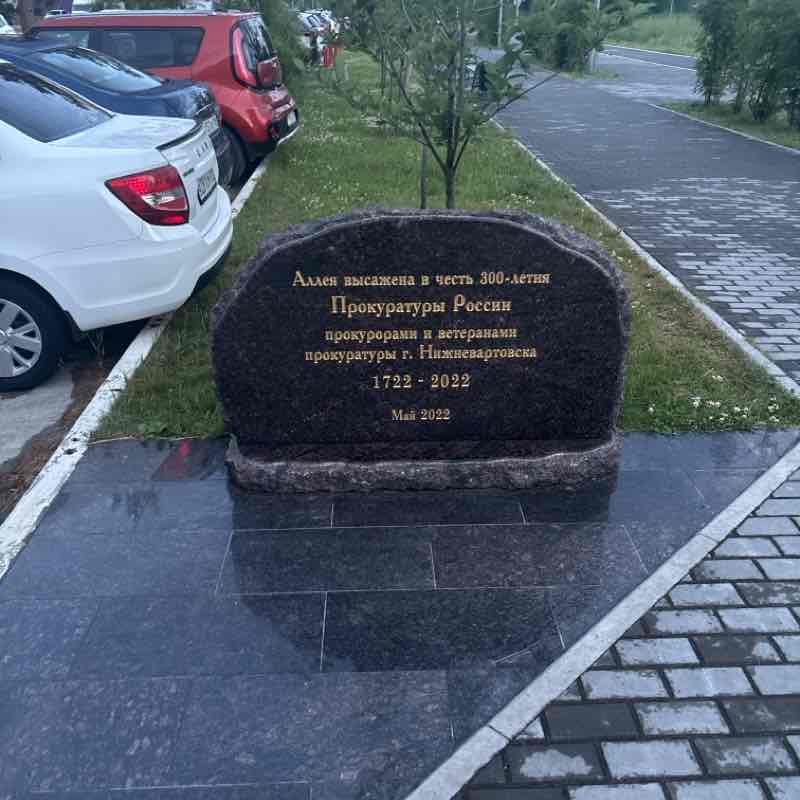 Аллея высажена в честь 300-летия
Прокуратуры России
прокурорами и ветеранами
прокуратуры г. Нижневартовска
1722 - 2022
Май 2022